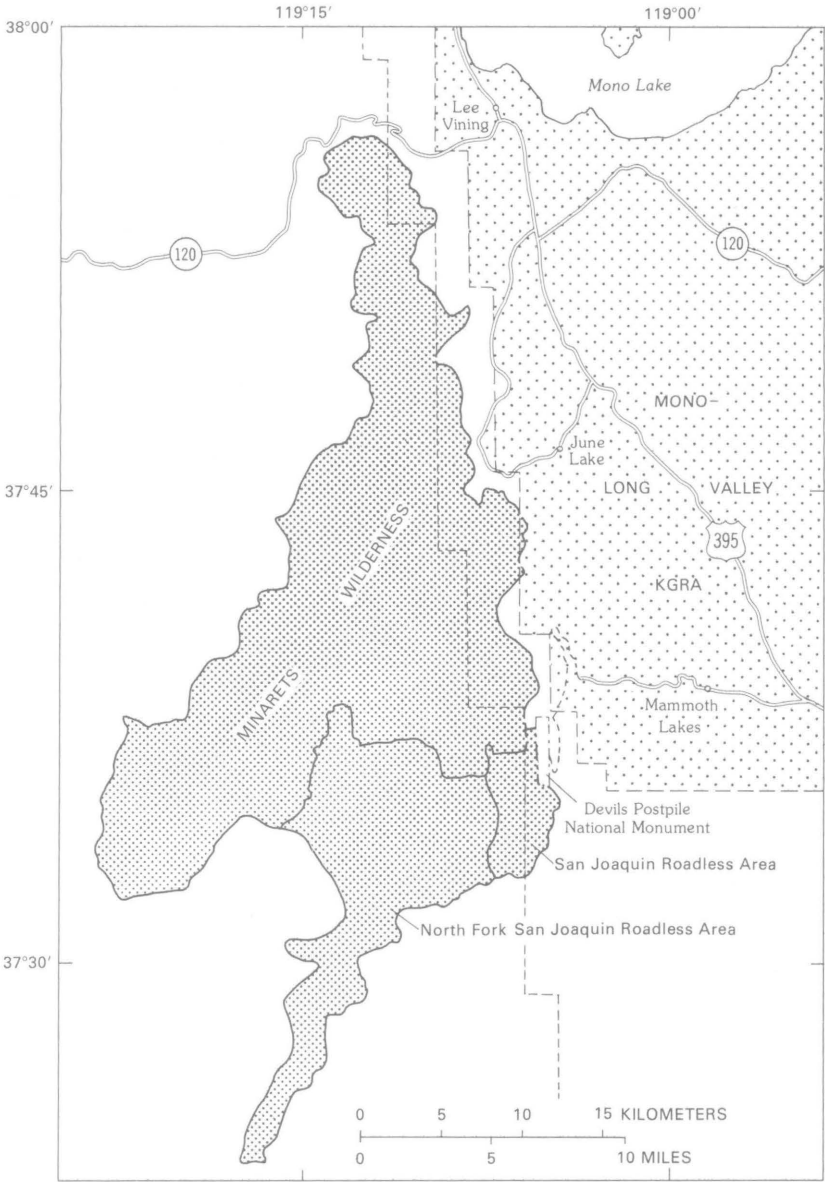 119°15′
119°00′
38°00′
Mono Lake
Lee
Vining
120
120
MONO–
June
Lake
37°45′
LONG VALLEY
395
WILDERNESS
KGRA
MINARETS
Mammoth
Lakes
Devils Postpile
National Monument
San Joaquin Roadless Area
North Fork San Joaquin Roadless Area
37°30′
0 5 10 15 KILOMETERS
0 5 10 MILES